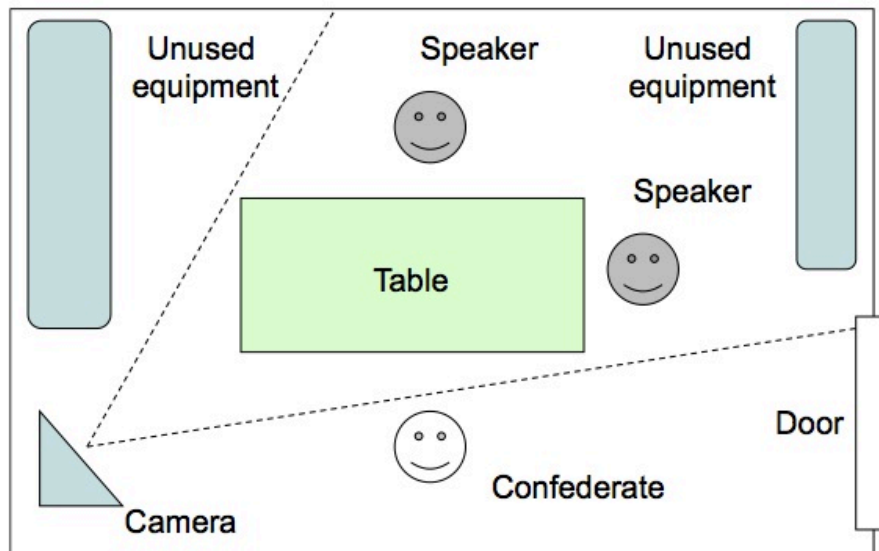 Unused
equipment
Speaker
Unused
equipment
Speaker
Table
Door
Confederate
Camera